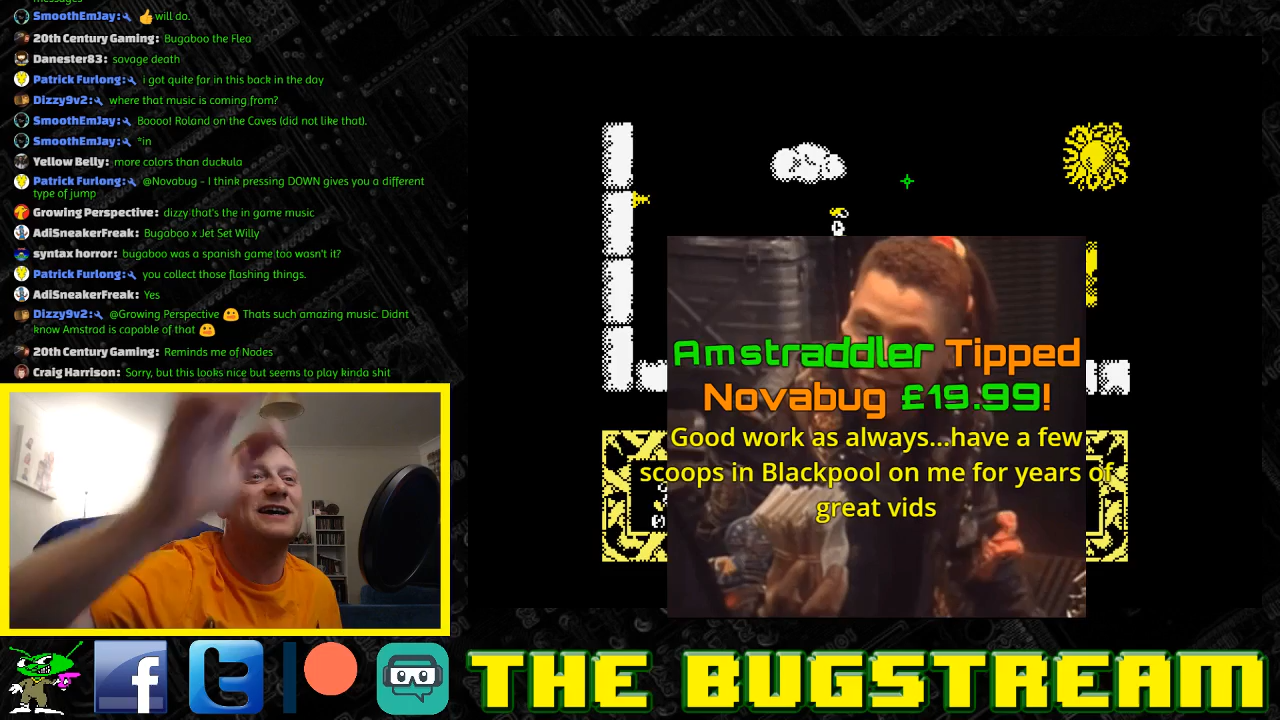 messages
SmoothEmJay: will do.
20th Century Gaming: Bugaboo the Flea
Danester83: savage death
Patrick Furlong: i got quite far in this back in the day
Dizzy9v2: where that music is coming from?
SmoothEmJay: Boooo! Roland on the Caves (did not like that).
SmoothEmJay: *in
Yellow Belly: more colors than duckula
Patrick Furlong: @Novabug - I think pressing DOWN gives you a different
type of jump
Growing Perspective: dizzy that's the in game music
AdiSneakerFreak: Bugaboo x Jet Set Willy
syntax horror: bugaboo was a spanish game too wasn't it?
Patrick Furlong: you collect those flashing things.
AdiSneakerFreak: Yes
Dizzy9v2: @Growing Perspective Thats such amazing music. Didnt
know Amstrad is capable of that
20th Century Gaming: Reminds me of Nodes
Craig Harrison: Sorry, but this looks nice but seems to play kinda shit
Amstraddler Tipped
Novabug £19.99!
Good work as always...have a few
scoops in Blackpool on me for years of
great vids
THE BUGSTREAM